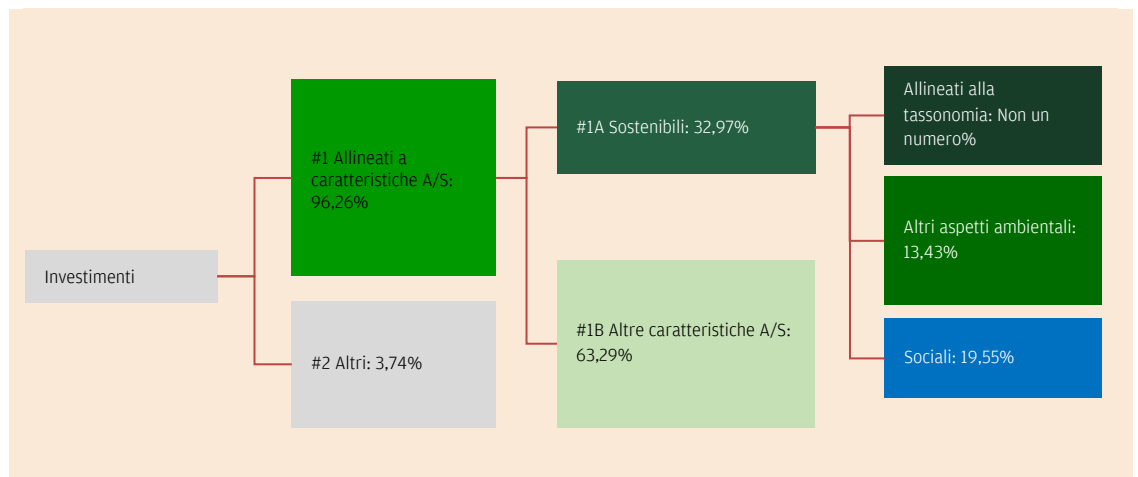 Investimenti
#1 Allineati a
caratteristiche A/S:
96,26%
#2 Altri: 3,74%
#1A Sostenibili: 32,97%
#1B Altre caratteristiche A/S:
63,29%
Allineati alla
tassonomia: Non un
numero%
Altri aspetti ambientali:
13,43%
Sociali: 19,55%